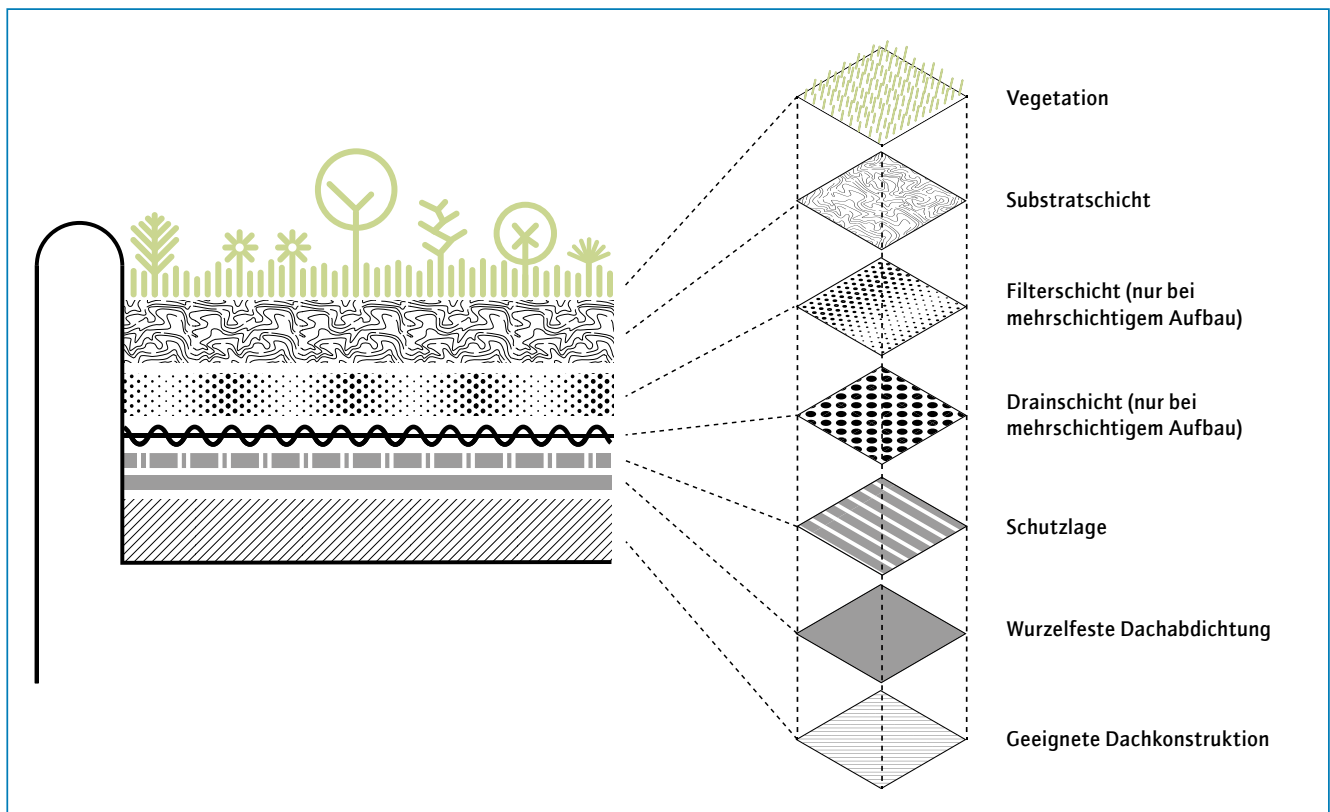 Vegetation
Substratschicht
Filterschicht (nur bei
mehrschichtigem Aufbau)
Drainschicht (nur bei
mehrschichtigem Aufbau)
Schutzlage
Wurzelfeste Dachabdichtung
Geeignete Dachkonstruktion